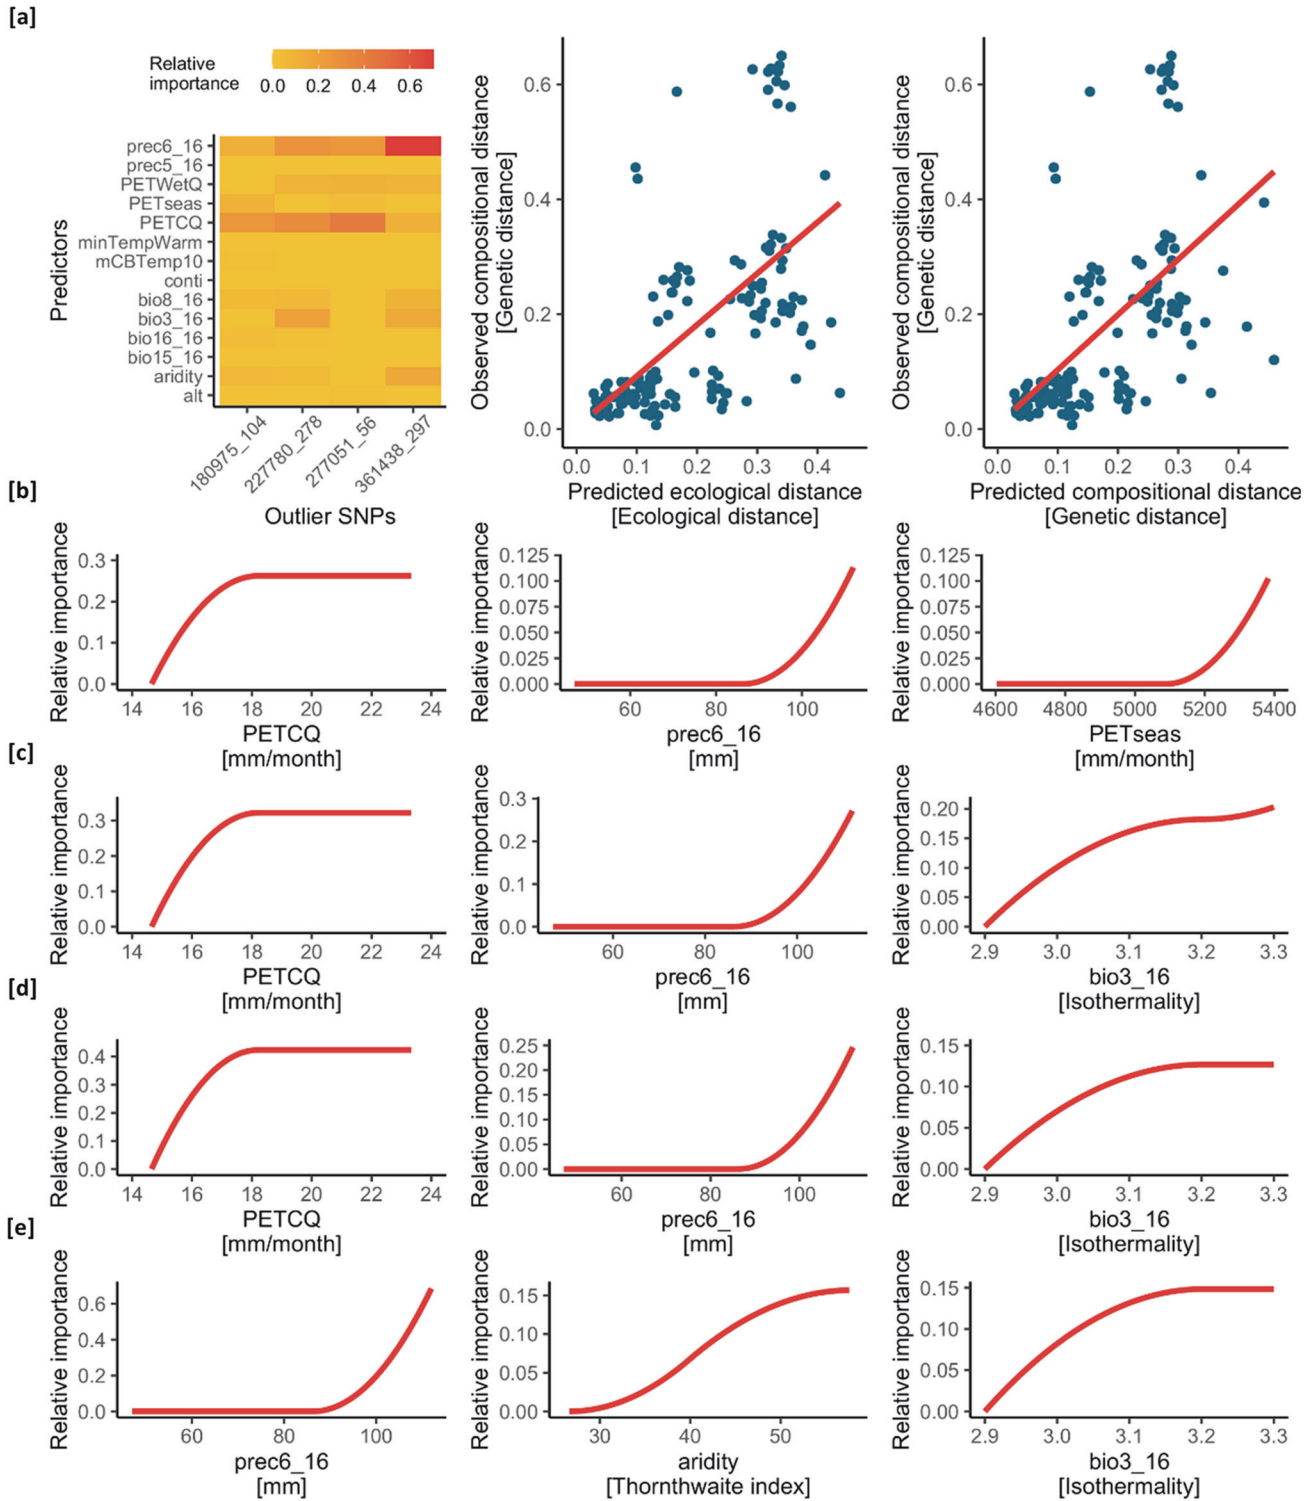 [a]
Relative
importance
0.0 0.2 0.4 0.6
Predictors
prec6_16
prec5_16
PETWetQ
PETseas
PETCQ
minTempWarm
mCBTemp10
conti
bio8_16
bio3_16
bio16_16
bio15_16
aridity
alt
180975_104
227780_278
277051_56
361438_297
Outlier SNPs
Observed compositional distance
[Genetic distance]
0.6
0.4
0.2
0.0
0.0 0.1 0.2 0.3 0.4
Predicted ecological distance
[Ecological distance]
Observed compositional distance
[Genetic distance]
0.6
0.4
0.2
0.0
0.0 0.1 0.2 0.3 0.4
Predicted compositional distance
[Genetic distance]
[b]
Relative importance
0.3
0.2
0.1
0.0
14 16 18 20 22 24
PETCQ
[mm/month]
Relative importance
0.125
0.100
0.075
0.050
0.025
0.000
60 80 100
prec6_16
[mm]
Relative importance
0.125
0.100
0.075
0.050
0.025
0.000
4600 4800 5000 5200 5400
PETseas
[mm/month]
[c]
Relative importance
0.3
0.2
0.1
0.0
14 16 18 20 22 24
PETCQ
[mm/month]
Relative importance
0.3
0.2
0.1
0.0
60 80 100
prec6_16
[mm]
Relative importance
0.20
0.15
0.10
0.05
0.00
2.9 3.0 3.1 3.2 3.3
bio3_16
[Isothermality]
[d]
Relative importance
0.4
0.3
0.2
0.1
0.0
14 16 18 20 22 24
PETCQ
[mm/month]
Relative importance
0.25
0.20
0.15
0.10
0.05
0.00
60 80 100
prec6_16
[mm]
Relative importance
0.15
0.10
0.05
0.00
2.9 3.0 3.1 3.2 3.3
bio3_16
[Isothermality]
[e]
Relative importance
0.6
0.4
0.2
0.0
60 80 100
prec6_16
[mm]
Relative importance
0.15
0.10
0.05
0.00
30 40 50
aridity
[Thornthwaite index]
Relative importance
0.15
0.10
0.05
0.00
2.9 3.0 3.1 3.2 3.3
bio3_16
[Isothermality]